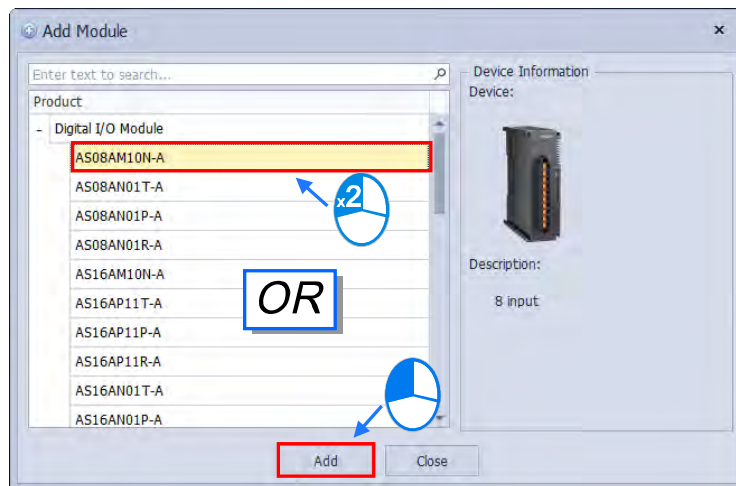 Add Module
Enter text to search...
Product
- Digital I/O Module
AS08AM10N-A
AS08AN01T-A
AS08AN01P-A
AS08AN01R-A
AS16AM10N-A
AS16AP11T-A
AS16AP11P-A
AS16AP11R-A
AS16AN01T-A
AS16AN01P-A
x2
OR
Add
Close
Device Information
Device:
Description:
8 input